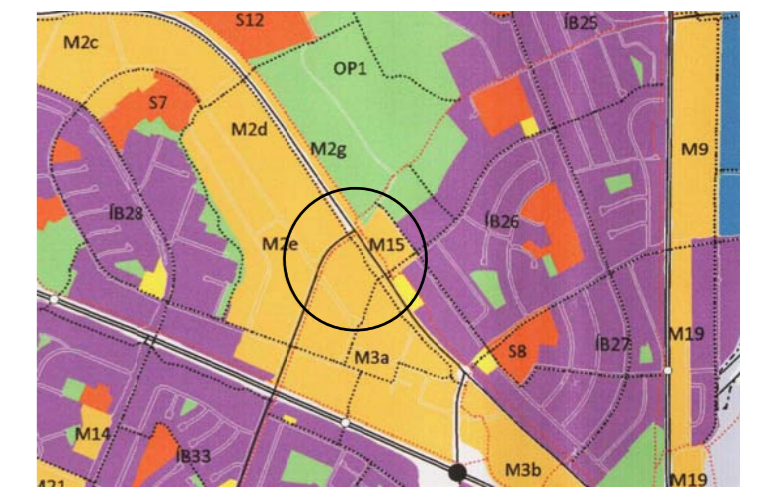 S12
ÍB25
M2c
OP1
S7
M2d
M2g
M9
ÍB28
ÍB26
M2e
M15
M19
ÍB27
S8
M3a
M14
ÍB33
M3b
M19